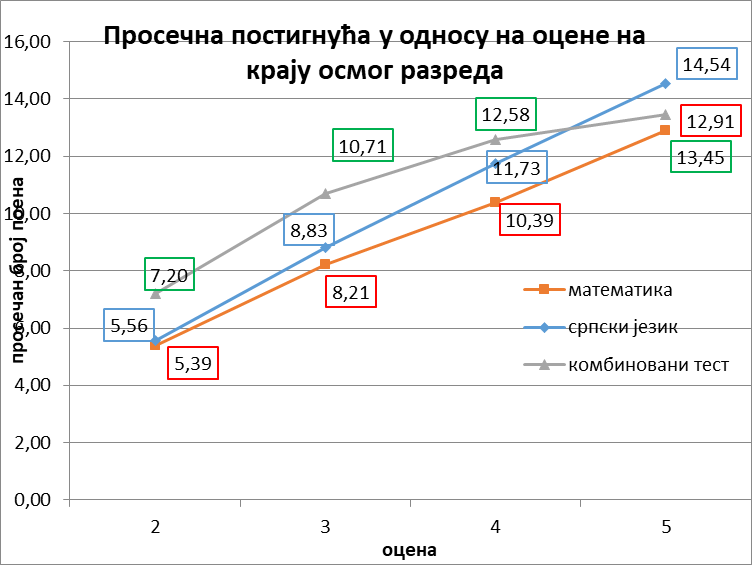 Просечна постигнућа у односу на оцене на
крају осмог разреда
просечан број поена
16,00
14,00
12,00
10,00
8,00
6,00
4,00
2,00
0,00
14,54
12,91
13,45
12,58
11,73
10,39
10,71
8,83
8,21
7,20
5,56
5,39
математика
српски језик
комбиновани тест
2 3 4 5
оцена